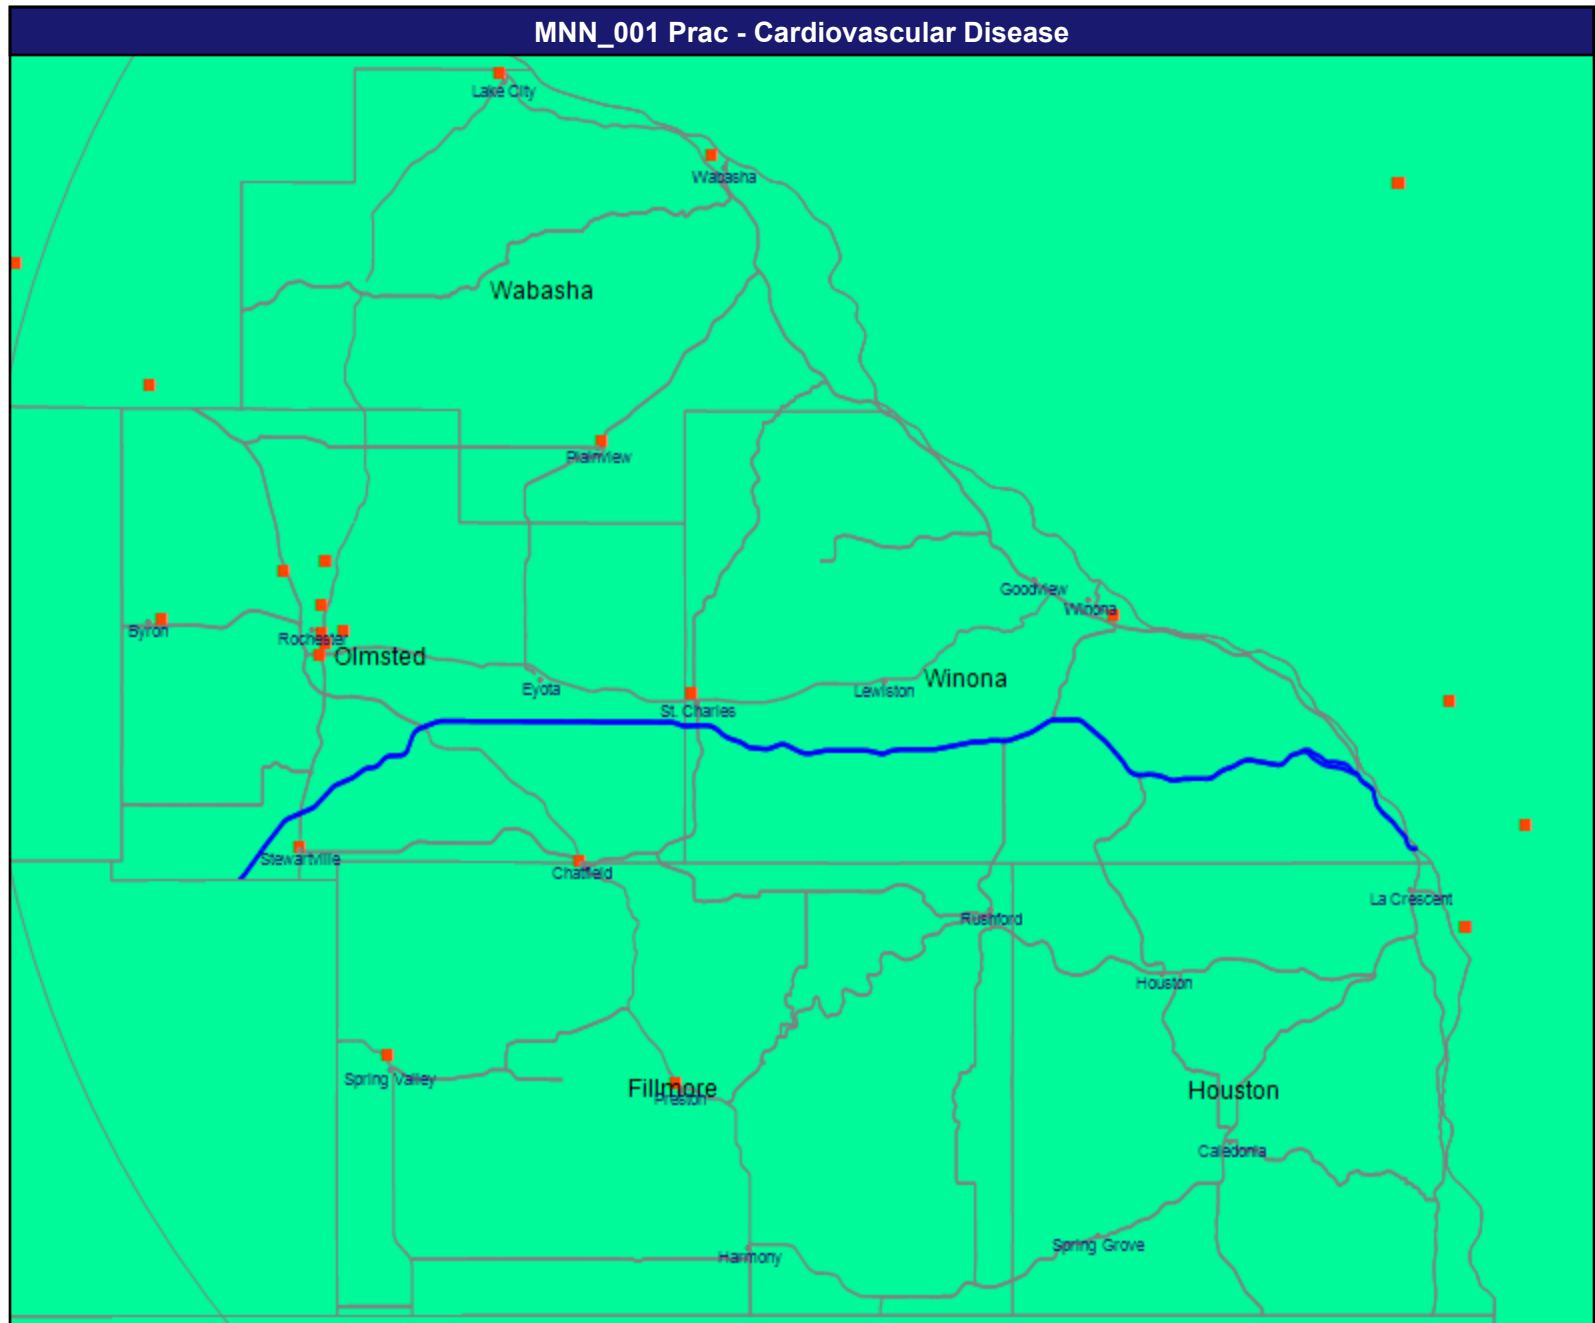 MNN_001 Prac - Cardiovascular Disease
Lake City
Wabasha
Wabasha
Plainview
Goodview
Winona
Byron
Rochester
Olmsted
Eyota
St. Charles
Lewiston
Winona
Stewartville
Chatfield
La Crescent
Rushford
Houston
Spring Valley
Fillmore
Preston
Houston
Caledonia
Harmony
Spring Grove